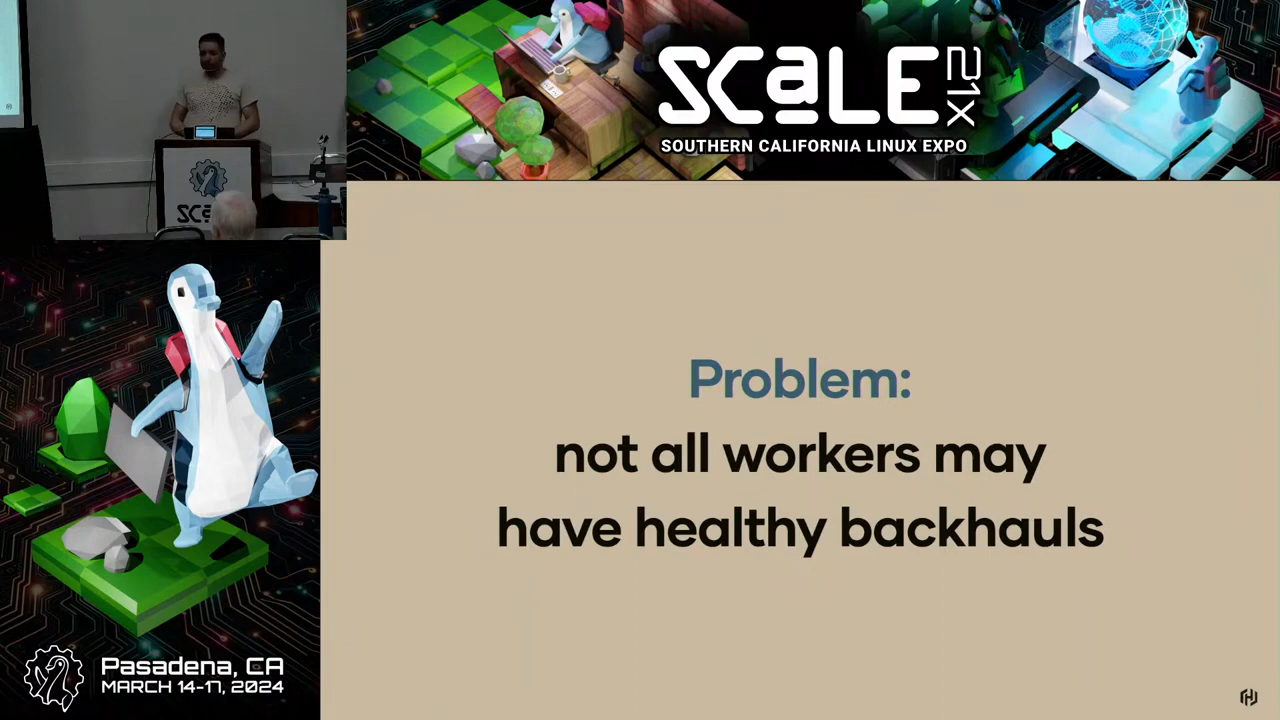 SCaLE 21X
SOUTHERN CALIFORNIA LINUX EXPO
Problem:
not all workers may
have healthy backhauls
Pasadena, CA
MARCH 14-17, 2024